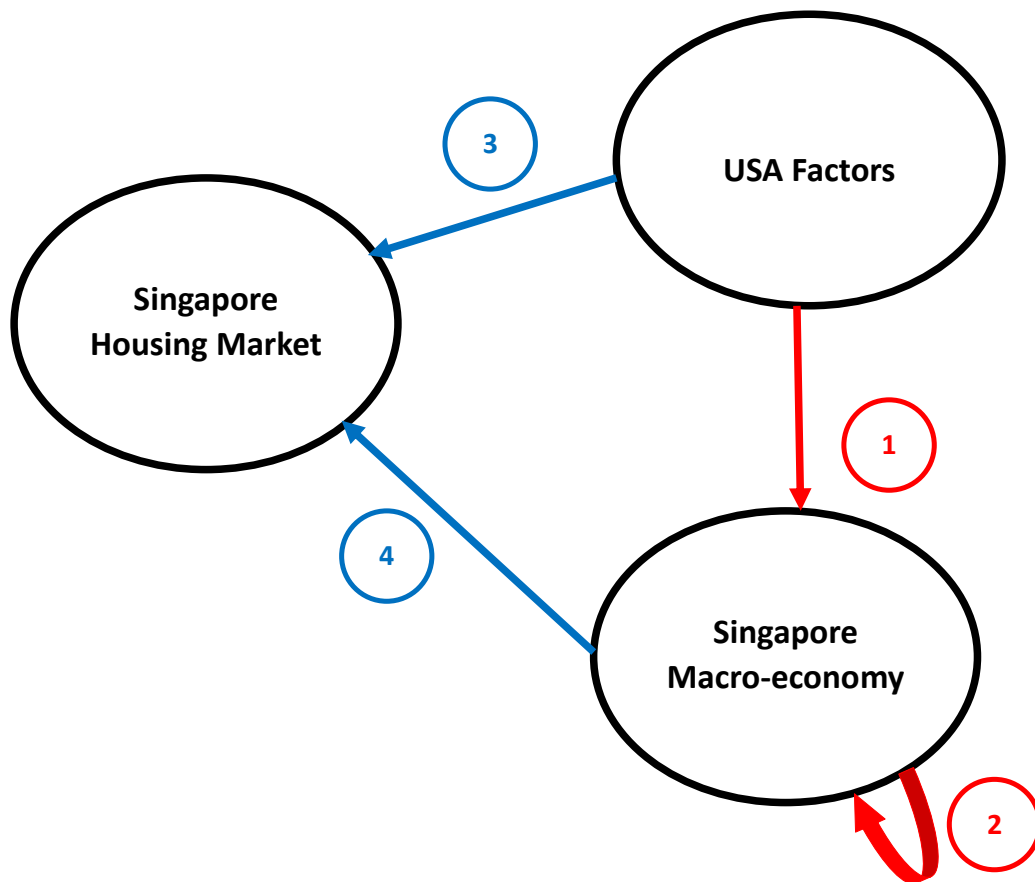 3
USA Factors
Singapore
Housing Market
1
4
Singapore
Macro-economy
2